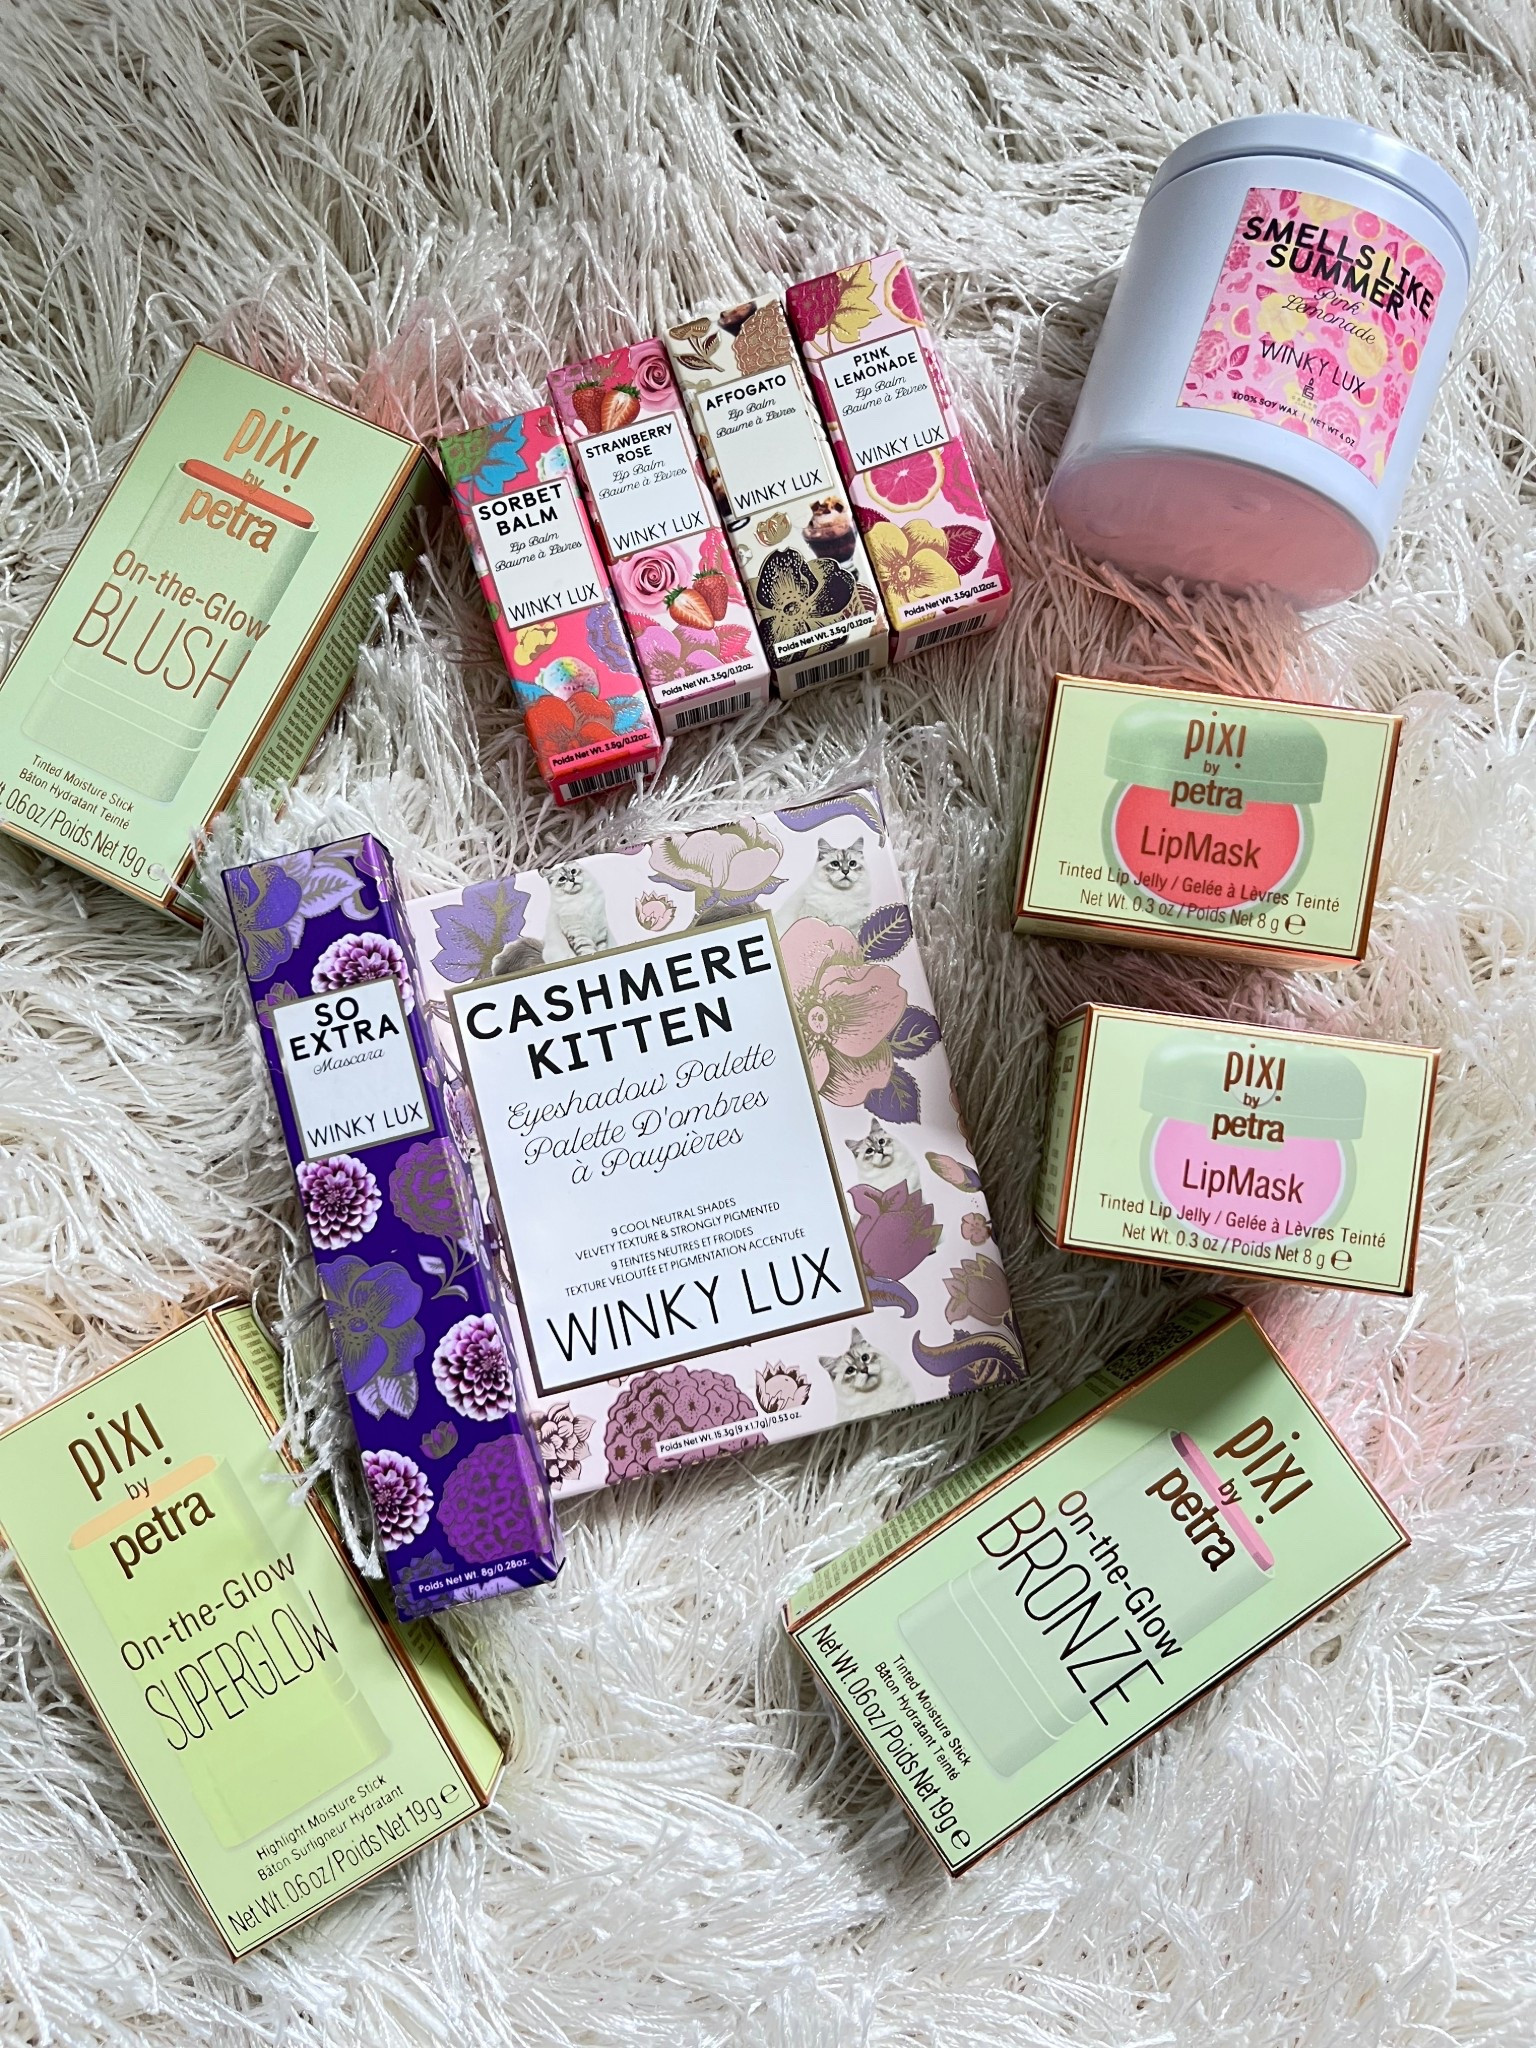 SMELLS LIKE
SUMMER
Pink
Lemonade
WINKY LUX
100% SOY WAX | NET WT 4 OZ.
PINK
LEMONADE
Lip Balm
Baume à Lèvres
WINKY LUX
Poids Net Wt. 3.5g/0.12oz.
AFFOGATO
Lip Balm
Baume à Lèvres
WINKY LUX
Poids Net Wt. 3.5g/0.12oz.
STRAWBERRY
ROSE
Lip Balm
Baume à Lèvres
WINKY LUX
Poids Net Wt. 3.5g/0.12oz.
SORBET
BALM
Lip Balm
Baume à Lèvres
WINKY LUX
Poids Net Wt. 3.5g/0.12oz.
pixi
by
petra
On-the-Glow
BLUSH
Tinted Moisture Stick
Bâton Hydratant Teinté
t. 0.6 oz / Poids Net 19 g e
pixi
by
petra
LipMask
Tinted Lip Jelly / Gelée à Lèvres Teinté
Net Wt. 0.3 oz / Poids Net 8 g e
SO
EXTRA
Mascara
WINKY LUX
Poids Net Wt. 8g/0.28oz.
CASHMERE
KITTEN
Eyeshadow Palette
Palette D'ombres
à Paupières
9 COOL NEUTRAL SHADES
VELVETY TEXTURE & STRONGLY PIGMENTED
9 TEINTES NEUTRES ET FROIDES
TEXTURE VELOUTÉE ET PIGMENTATION ACCENTUÉE
WINKY LUX
Poids Net Wt. 15.3g (9 x 1.7g)/0.53 oz.
pixi
by
petra
LipMask
Tinted Lip Jelly / Gelée à Lèvres Teinté
Net Wt. 0.3 oz / Poids Net 8 g e
pixi
by
petra
On-the-Glow
SUPERGLOW
Highlight Moisture Stick
Bâton Surligneur Hydratant
Net Wt. 0.6 oz / Poids Net 19 g e
pixi
by
petra
On-the-Glow
BRONZE
Tinted Moisture Stick
Bâton Hydratant Teinté
Net Wt. 0.6 oz / Poids Net 19 g e